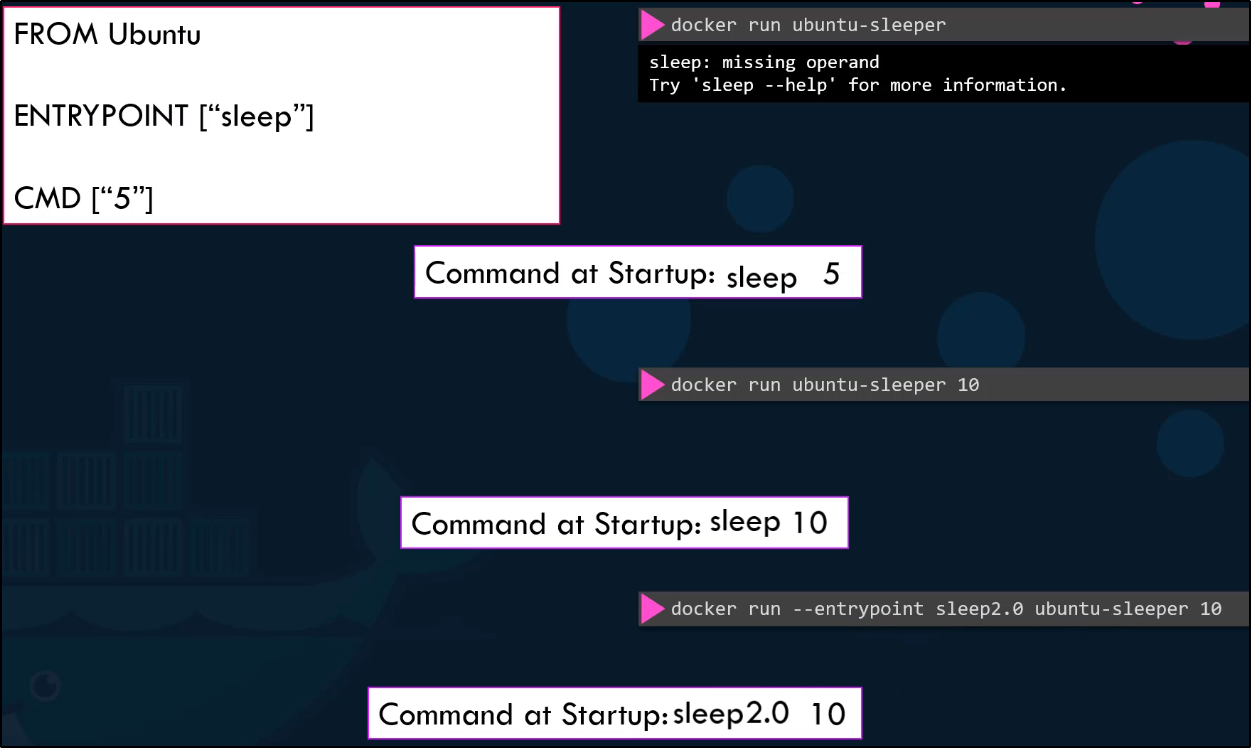 FROM Ubuntu
ENTRYPOINT [“sleep”]
CMD [“5”]
docker run ubuntu-sleeper
sleep: missing operand
Try 'sleep --help' for more information.
Command at Startup: sleep 5
docker run ubuntu-sleeper 10
Command at Startup: sleep 10
docker run --entrypoint sleep2.0 ubuntu-sleeper 10
Command at Startup: sleep2.0 10